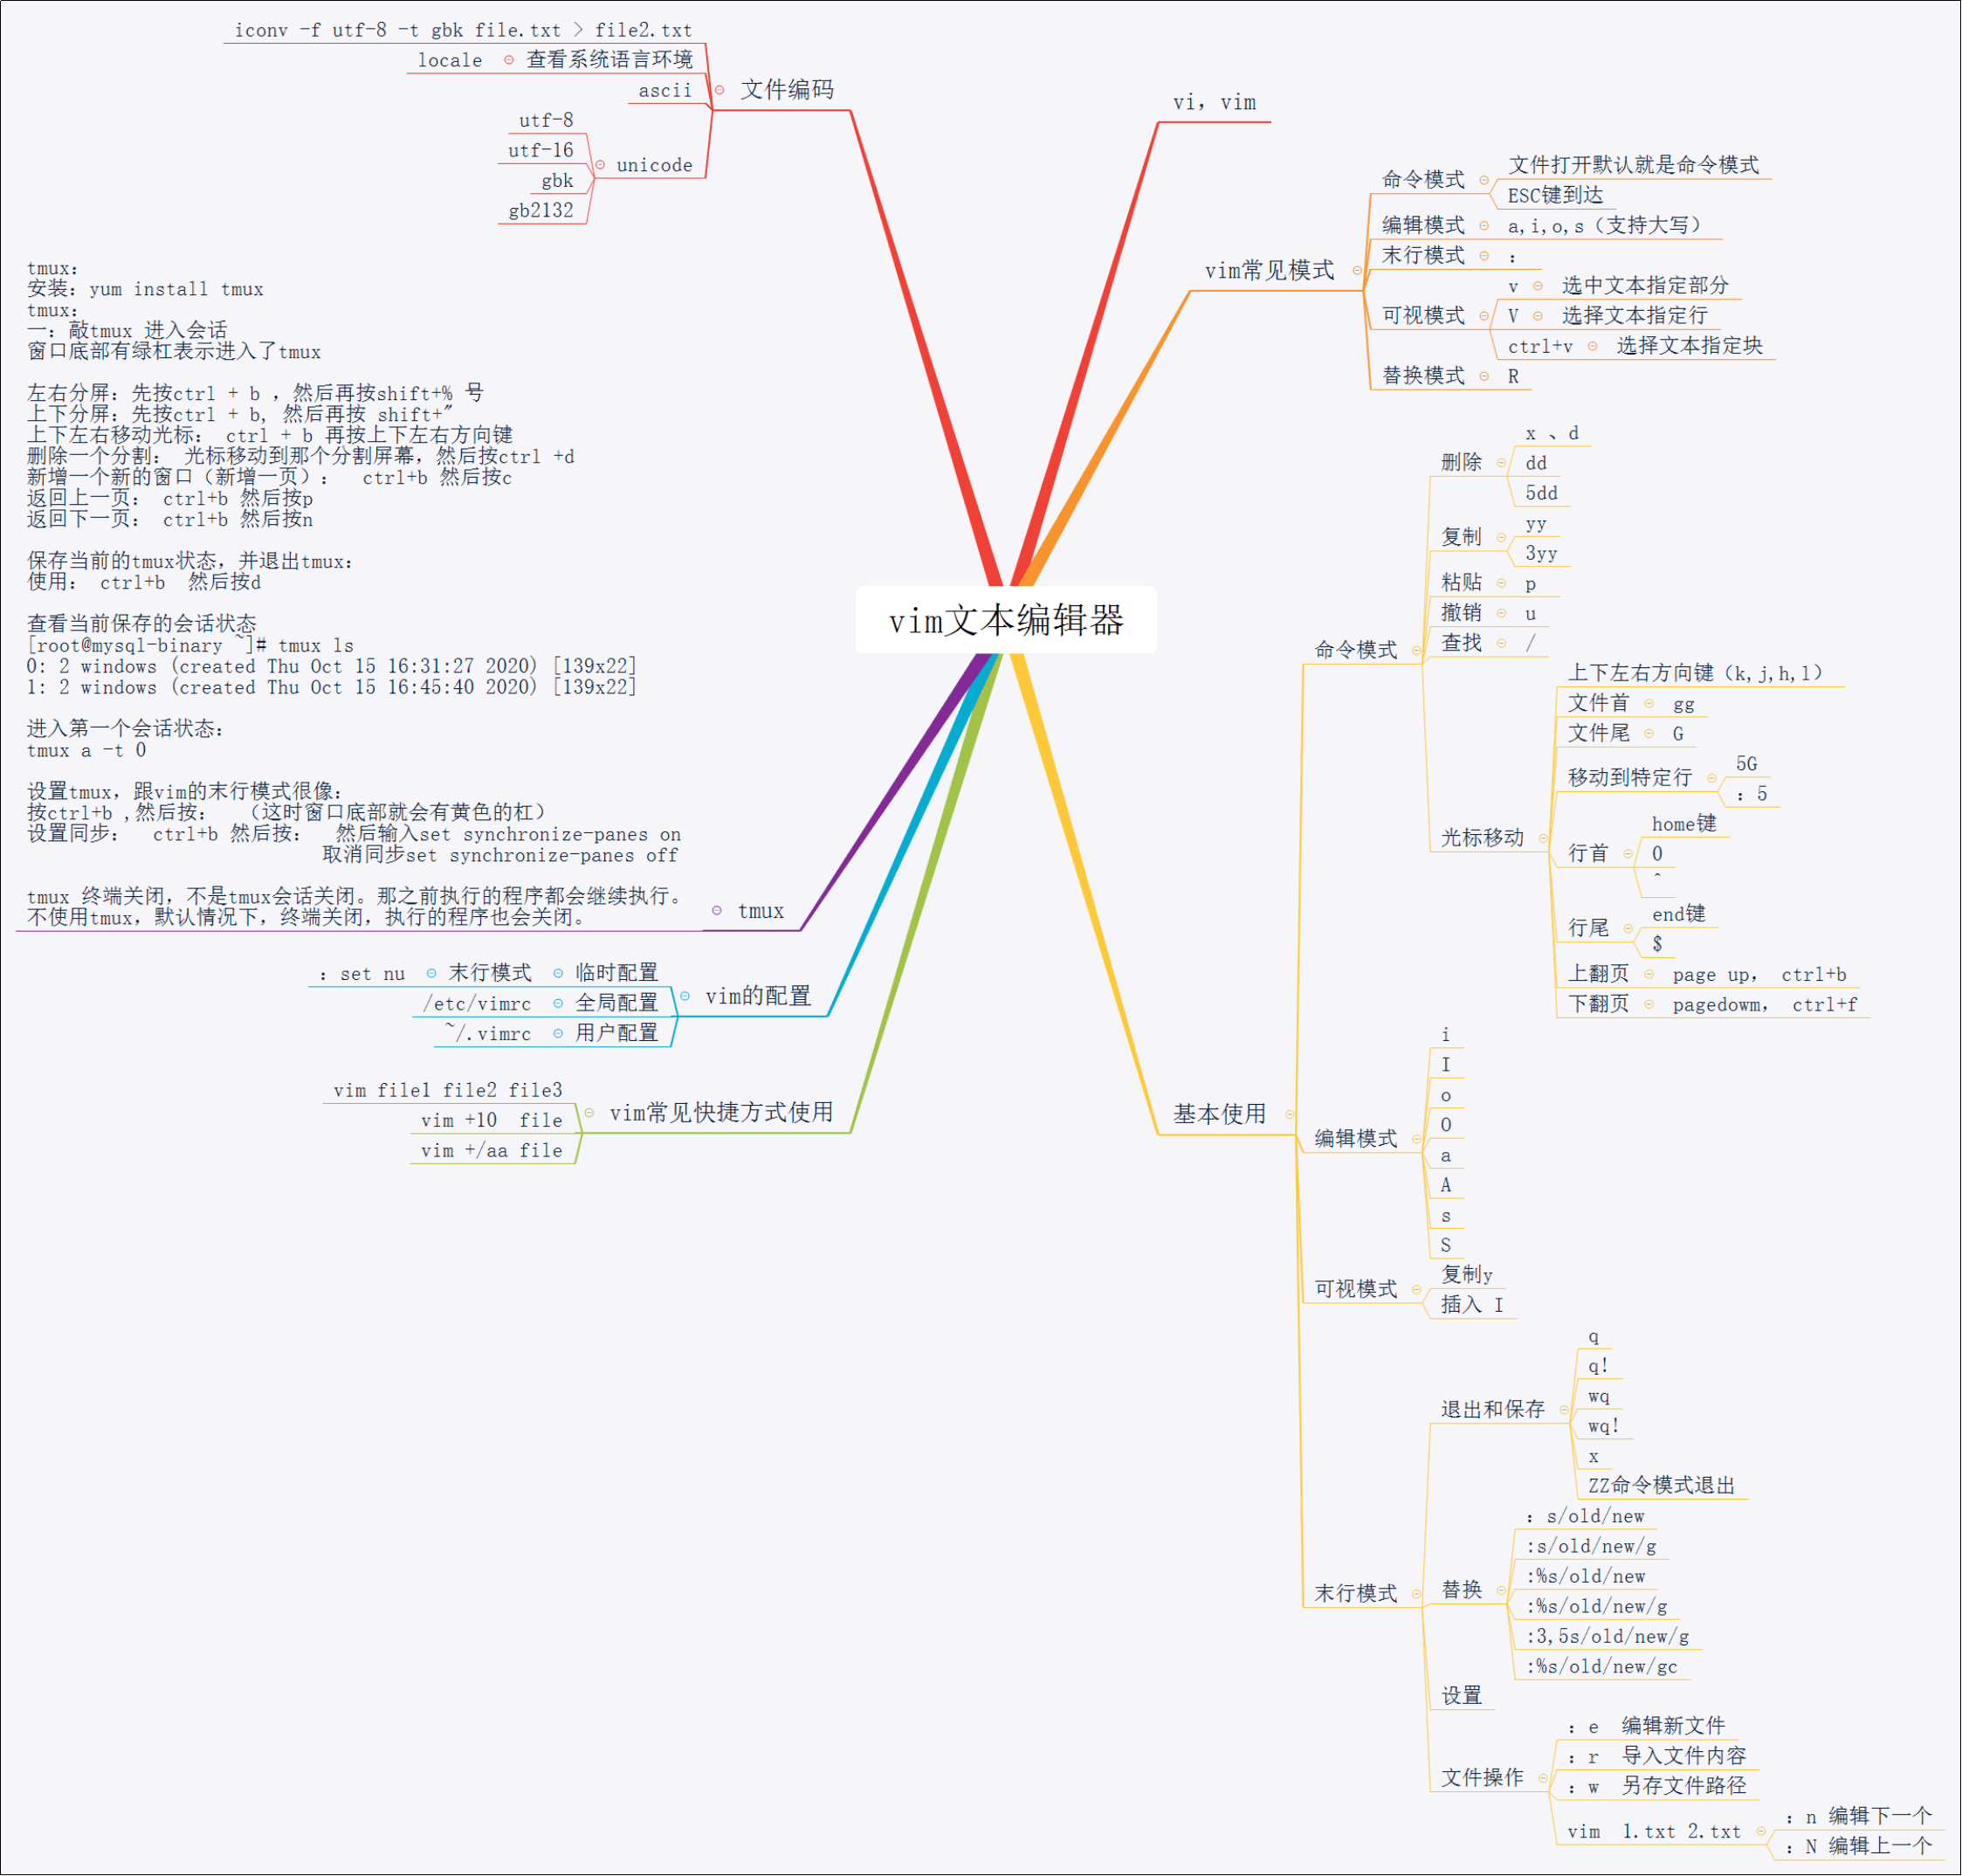 vim文本编辑器
vi，vim
vim常见模式
命令模式
文件打开默认就是命令模式
ESC键到达
编辑模式
a,i,o,s（支持大写）
末行模式
：
可视模式
v
选中文本指定部分
V
选择文本指定行
ctrl+v
选择文本指定块
替换模式
R
基本使用
命令模式
删除
x 、d
dd
5dd
复制
yy
3yy
粘贴
p
撤销
u
查找
/
光标移动
上下左右方向键（k,j,h,l）
文件首
gg
文件尾
G
移动到特定行
5G
：5
行首
home键
0
^
行尾
end键
$
上翻页
page up， ctrl+b
下翻页
pagedowm， ctrl+f
编辑模式
i
I
o
O
a
A
s
S
可视模式
复制y
插入 I
末行模式
退出和保存
q
q!
wq
wq!
x
ZZ命令模式退出
替换
：s/old/new
:s/old/new/g
:%s/old/new
:%s/old/new/g
:3,5s/old/new/g
:%s/old/new/gc
设置
文件操作
：e  编辑新文件
：r  导入文件内容
：w  另存文件路径
vim  1.txt 2.txt
：n 编辑下一个
：N 编辑上一个
文件编码
iconv -f utf-8 -t gbk file.txt > file2.txt
locale
查看系统语言环境
ascii
unicode
utf-8
utf-16
gbk
gb2132
tmux
tmux：
安装：yum install tmux
tmux：
一：敲tmux 进入会话
窗口底部有绿杠表示进入了tmux
左右分屏：先按ctrl + b ，然后再按shift+% 号
上下分屏：先按ctrl + b, 然后再按 shift+"
上下左右移动光标： ctrl + b 再按上下左右方向键
删除一个分割： 光标移动到那个分割屏幕，然后按ctrl +d
新增一个新的窗口（新增一页）：  ctrl+b 然后按c
返回上一页： ctrl+b 然后按p
返回下一页： ctrl+b 然后按n
保存当前的tmux状态，并退出tmux：
使用： ctrl+b  然后按d
查看当前保存的会话状态
[root@mysql-binary ~]# tmux ls
0: 2 windows (created Thu Oct 15 16:31:27 2020) [139x22]
1: 2 windows (created Thu Oct 15 16:45:40 2020) [139x22]
进入第一个会话状态：
tmux a -t 0
设置tmux，跟vim的末行模式很像：
按ctrl+b ,然后按：  （这时窗口底部就会有黄色的杠）
设置同步：  ctrl+b 然后按：  然后输入set synchronize-panes on
取消同步set synchronize-panes off
tmux 终端关闭，不是tmux会话关闭。那之前执行的程序都会继续执行。
不使用tmux，默认情况下，终端关闭，执行的程序也会关闭。
vim的配置
临时配置
末行模式
：set nu
全局配置
/etc/vimrc
用户配置
~/.vimrc
vim常见快捷方式使用
vim file1 file2 file3
vim +10  file
vim +/aa file